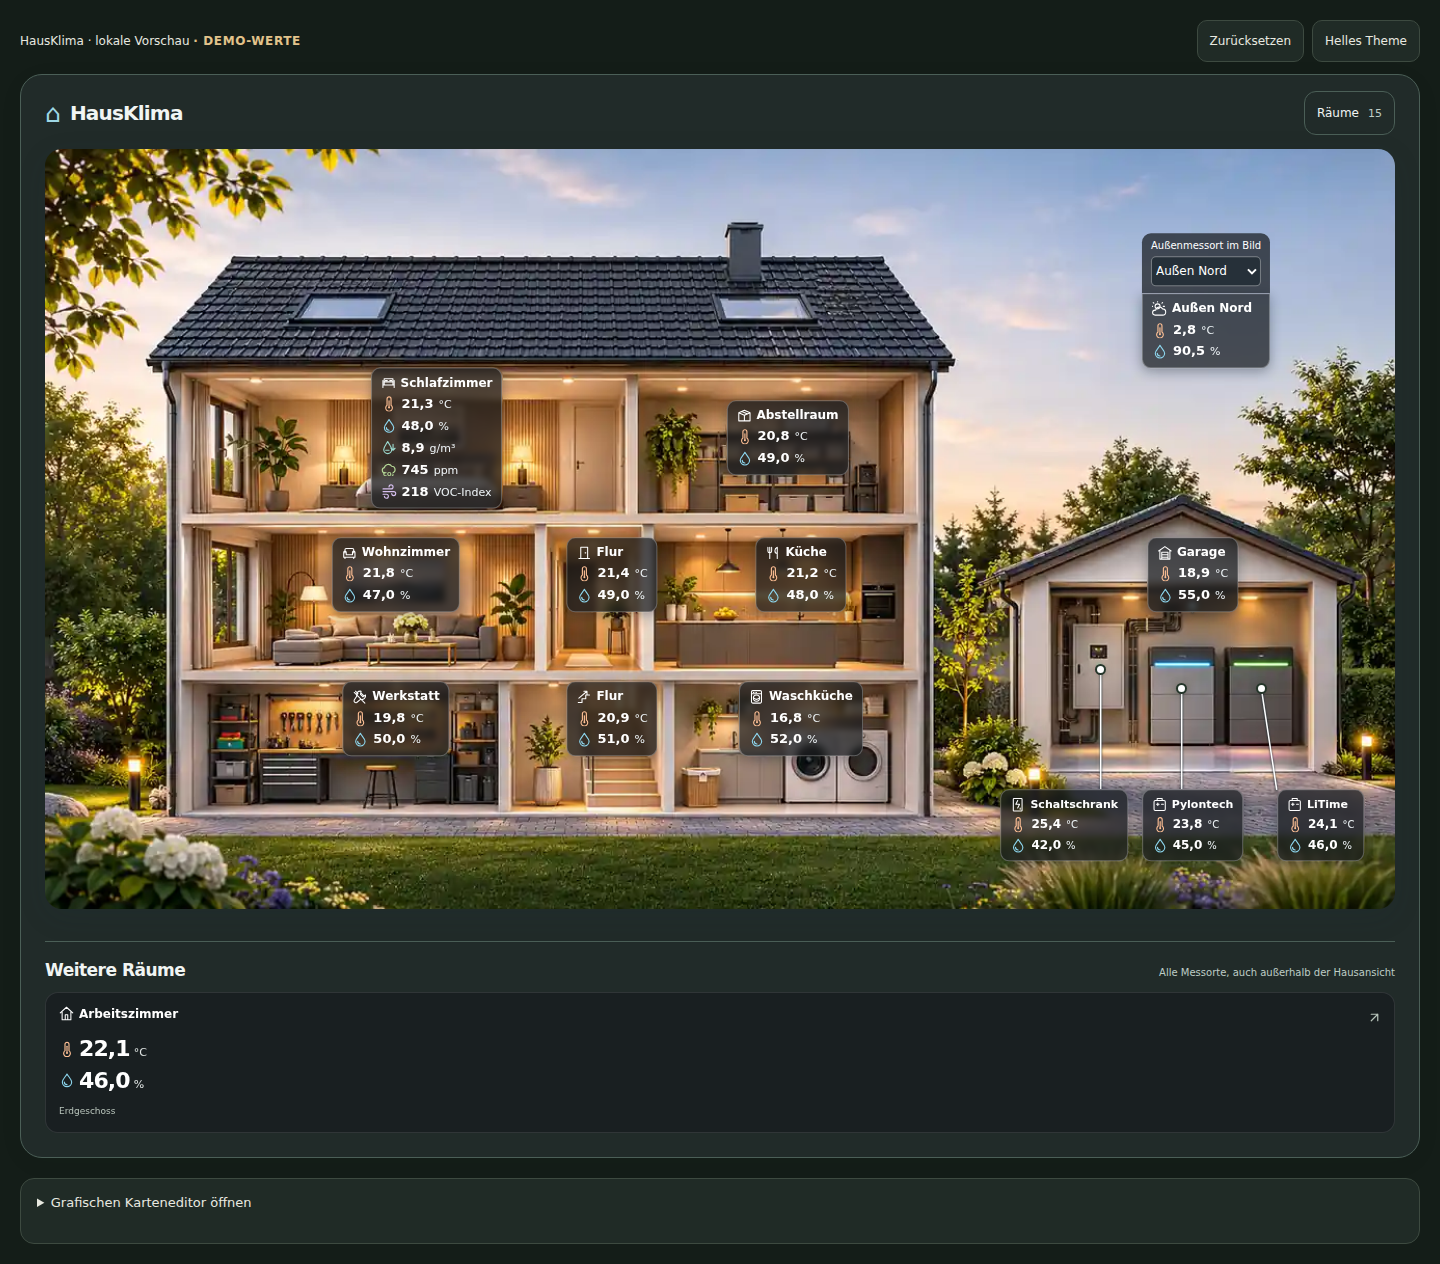 HausKlima · lokale Vorschau · DEMO-WERTE
Zurücksetzen
Helles Theme
HausKlima
Räume 15
Außenmessort im Bild
Außen Nord
Außen Nord
2,8 °C
90,5 %
Schlafzimmer
21,3 °C
48,0 %
8,9 g/m³
745 ppm
218 VOC-Index
Abstellraum
20,8 °C
49,0 %
Wohnzimmer
21,8 °C
47,0 %
Flur
21,4 °C
49,0 %
Küche
21,2 °C
48,0 %
Garage
18,9 °C
55,0 %
Werkstatt
19,8 °C
50,0 %
Flur
20,9 °C
51,0 %
Waschküche
16,8 °C
52,0 %
Schaltschrank
25,4 °C
42,0 %
Pylontech
23,8 °C
45,0 %
LiTime
24,1 °C
46,0 %
Weitere Räume
Alle Messorte, auch außerhalb der Hausansicht
Arbeitszimmer
22,1 °C
46,0 %
Erdgeschoss
Grafischen Karteneditor öffnen